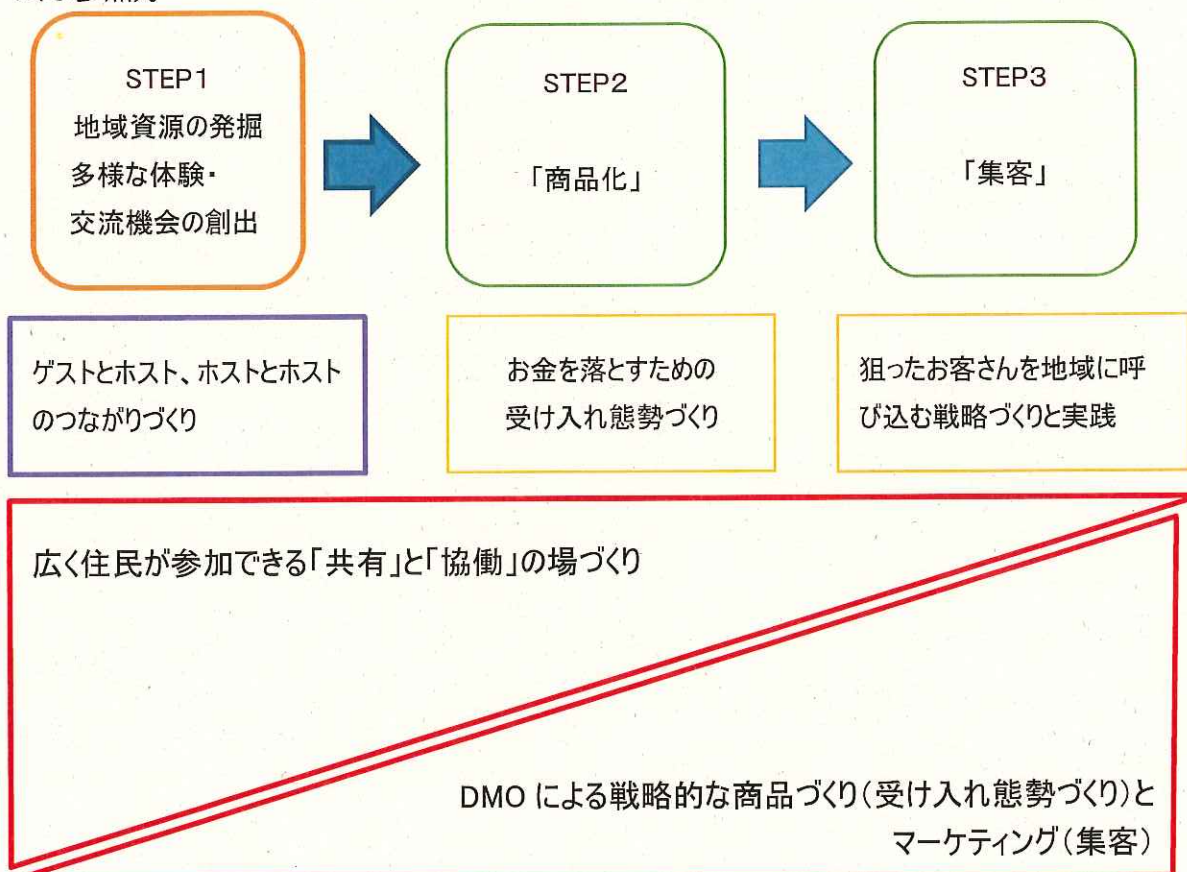 STEP1
地域資源の発掘
多様な体験・
交流機会の創出
STEP2
「商品化」
STEP3
「集客」
ゲストとホスト、ホストとホスト
のつながりづくり
お金を落とすための
受け入れ態勢づくり
狙ったお客さんを地域に呼
び込む戦略づくりと実践
広く住民が参加できる「共有」と「協働」の場づくり
DMO による戦略的な商品づくり(受け入れ態勢づくり)と
マーケティング(集客)